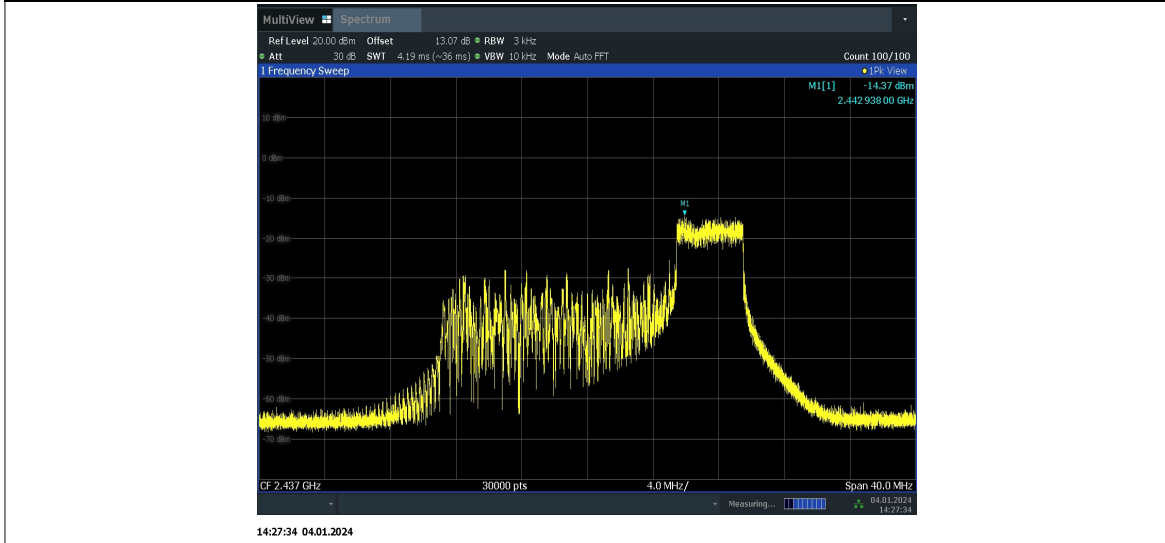 MultiView Spectrum
Ref Level 20.00 dBm Offset 13.07 dB RBW 3 kHz
Att 30 dB SWT 4.19 ms (~36 ms) VBW 10 kHz Mode Auto FFT Count 100/100
1 Frequency Sweep 1Pk View
M1[1] -14.37 dBm
2.442 938 00 GHz
10 dBm
0 dBm
-10 dBm
M1
-20 dBm
-30 dBm
-40 dBm
-50 dBm
-60 dBm
-70 dBm
CF 2.437 GHz 30000 pts 4.0 MHz/ Span 40.0 MHz
Measuring... 04.01.2024
14:27:34
14:27:34 04.01.2024